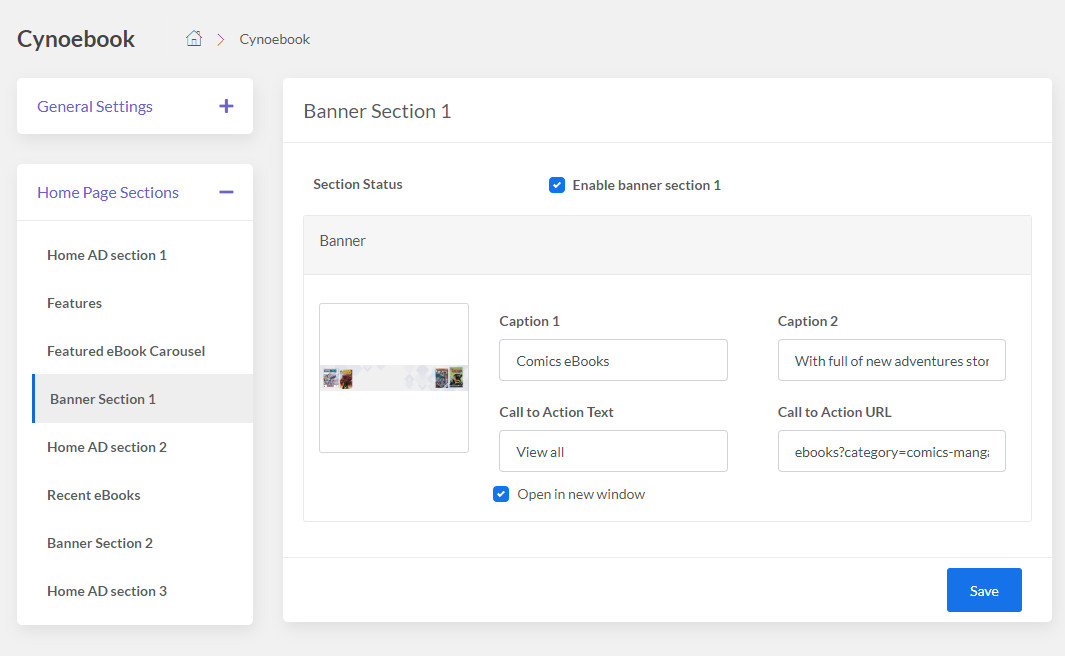 Cynoebook
Cynoebook
General Settings
Home Page Sections
Home AD section 1
Features
Featured eBook Carousel
Banner Section 1
Home AD section 2
Recent eBooks
Banner Section 2
Home AD section 3
Banner Section 1
Section Status
Enable banner section 1
Banner
Caption 1
Caption 2
Comics eBooks
With full of new adventures stor
Call to Action Text
Call to Action URL
View all
ebooks?category=comics-manga
Open in new window
Save